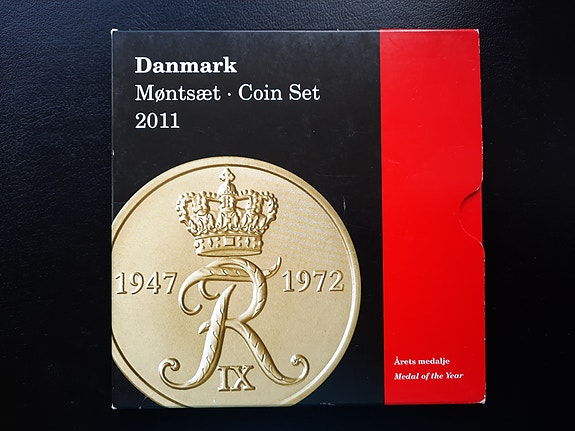 Danmark
Møntsæt · Coin Set
2011
1947 1972
R
IX
Årets medalje
Medal of the Year